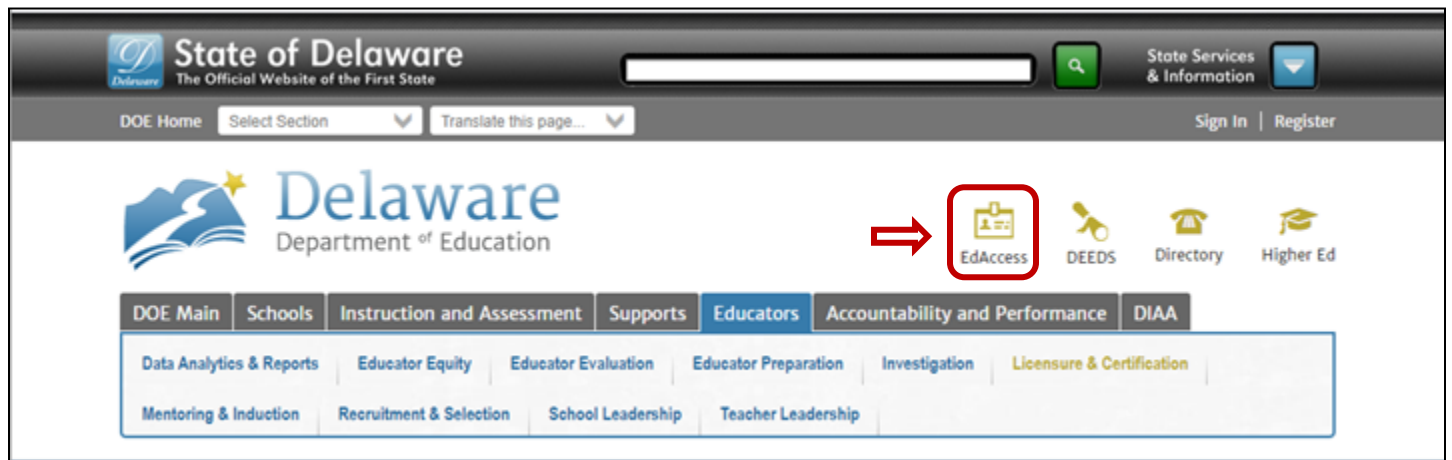 Delaware
State of Delaware
The Official Website of the First State
State Services
& Information
DOE Home
Select Section
Translate this page...
Sign In | Register
Delaware
Department of Education
EdAccess
DEEDS
Directory
Higher Ed
DOE Main
Schools
Instruction and Assessment
Supports
Educators
Accountability and Performance
DIAA
Data Analytics & Reports
Educator Equity
Educator Evaluation
Educator Preparation
Investigation
Licensure & Certification
Mentoring & Induction
Recruitment & Selection
School Leadership
Teacher Leadership